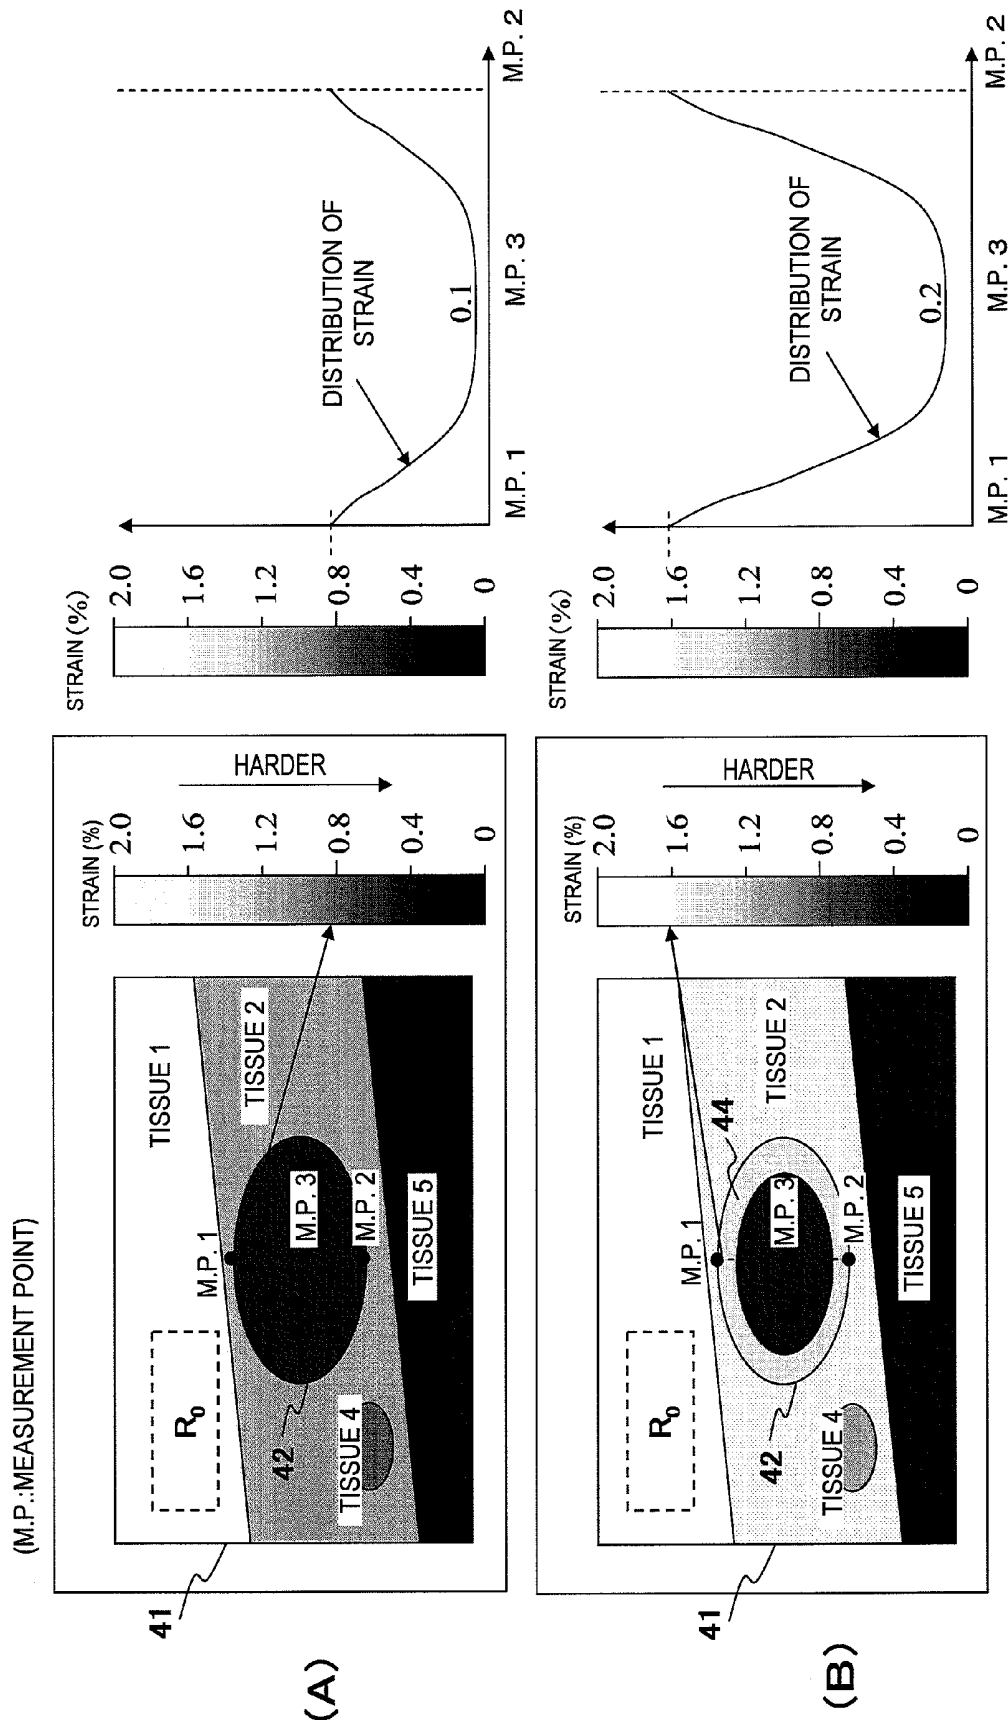 (M.P.:MEASUREMENT POINT)
(A)
41
42
R0
TISSUE 1
TISSUE 2
M.P. 1
M.P. 3
M.P. 2
TISSUE 4
TISSUE 5
STRAIN (%)
2.0
1.6
1.2
0.8
0.4
0
HARDER
STRAIN (%)
2.0
1.6
1.2
0.8
0.4
0
DISTRIBUTION OF
STRAIN
0.1
M.P. 1
M.P. 3
M.P. 2
(B)
41
42
44
R0
TISSUE 1
TISSUE 2
M.P. 1
M.P. 3
M.P. 2
TISSUE 4
TISSUE 5
STRAIN (%)
2.0
1.6
1.2
0.8
0.4
0
HARDER
STRAIN (%)
2.0
1.6
1.2
0.8
0.4
0
DISTRIBUTION OF
STRAIN
0.2
M.P. 1
M.P. 3
M.P. 2